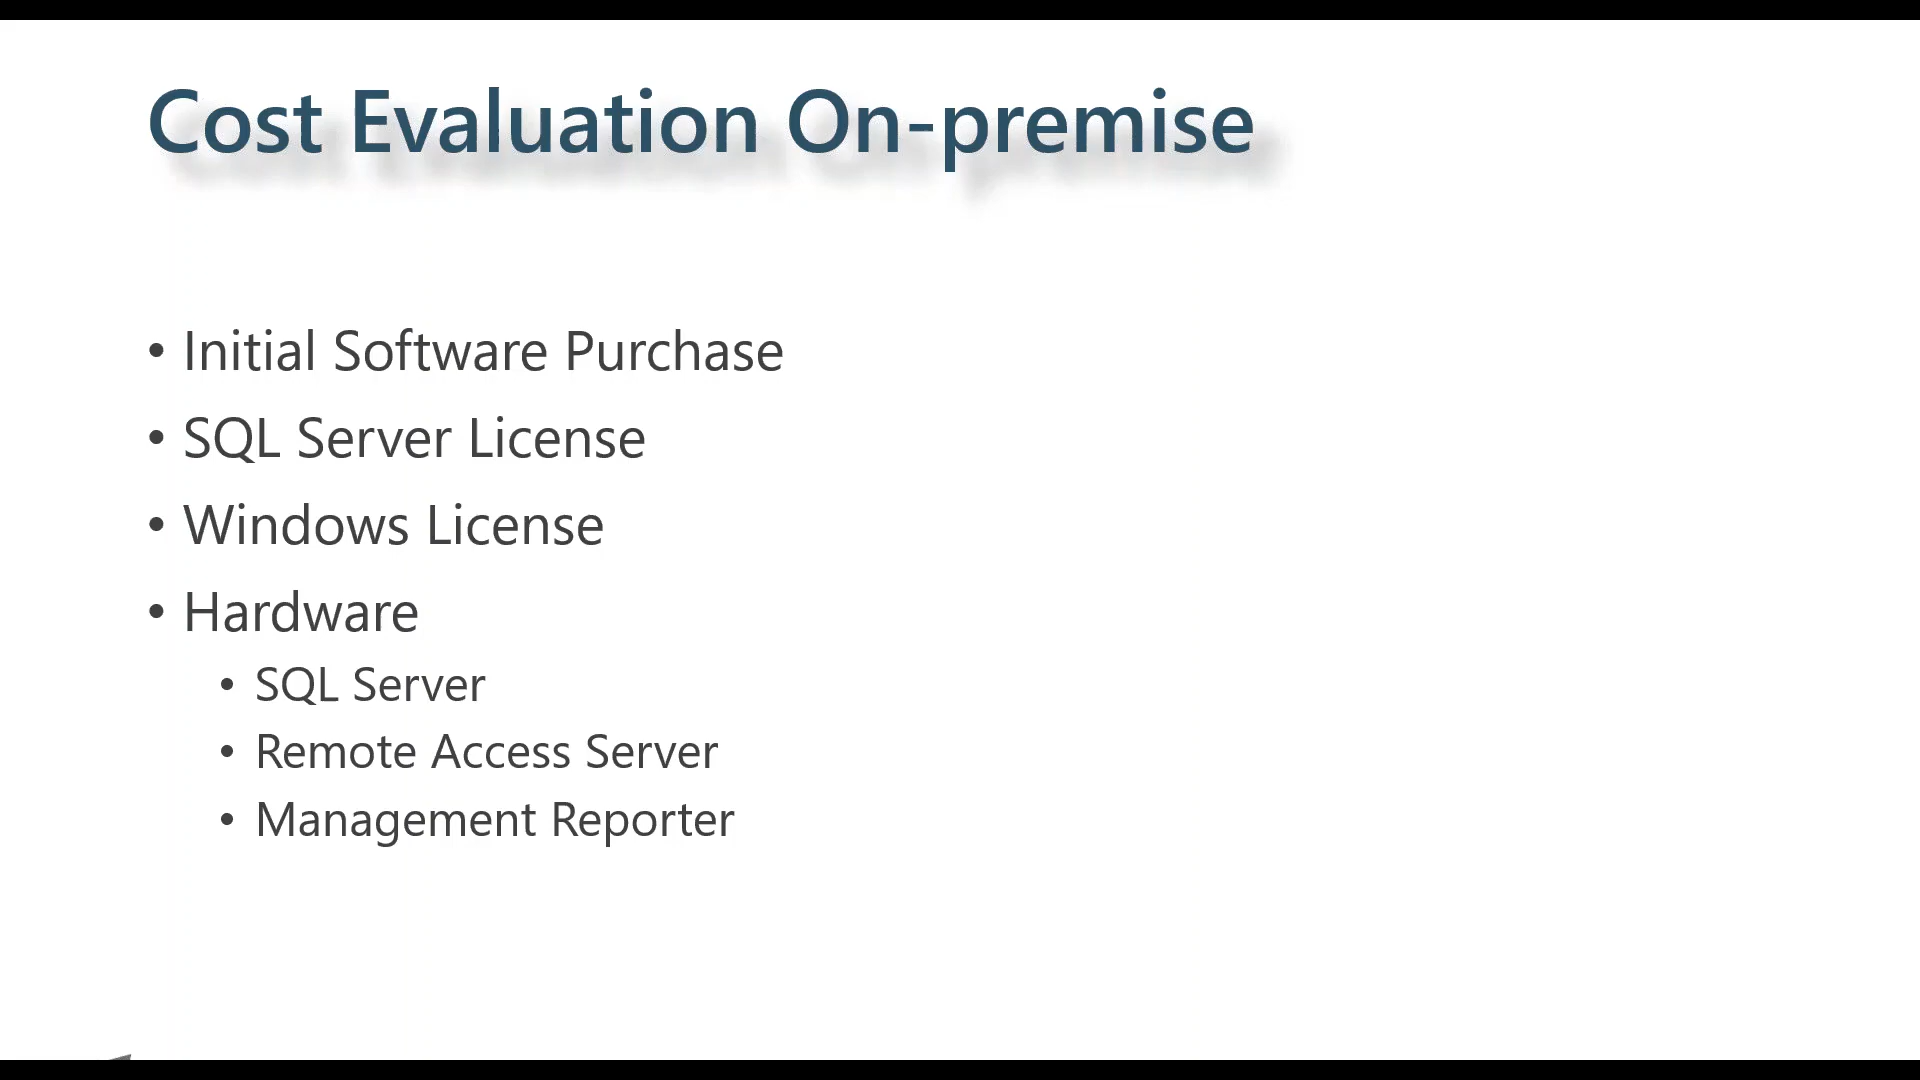 Cost Evaluation On-premise
• Initial Software Purchase
• SQL Server License
• Windows License
• Hardware
• SQL Server
• Remote Access Server
• Management Reporter